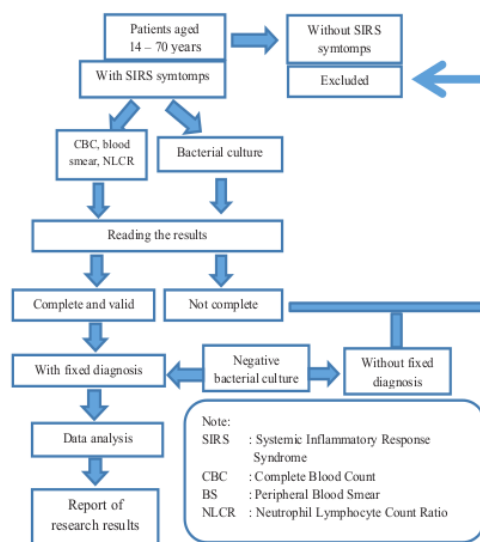 Patients aged
14 – 70 years
Without SIRS
symtomps
With SIRS symtomps
Excluded
CBC, blood
smear, NLCR
Bacterial culture
Reading the results
Complete and valid
Not complete
With fixed diagnosis
Negative
bacterial culture
Without fixed
diagnosis
Data analysis
Report of
research results
Note:
SIRS : Systemic Inflammatory Response
Syndrome
CBC : Complete Blood Count
BS : Peripheral Blood Smear
NLCR : Neutrophil Lymphocyte Count Ratio